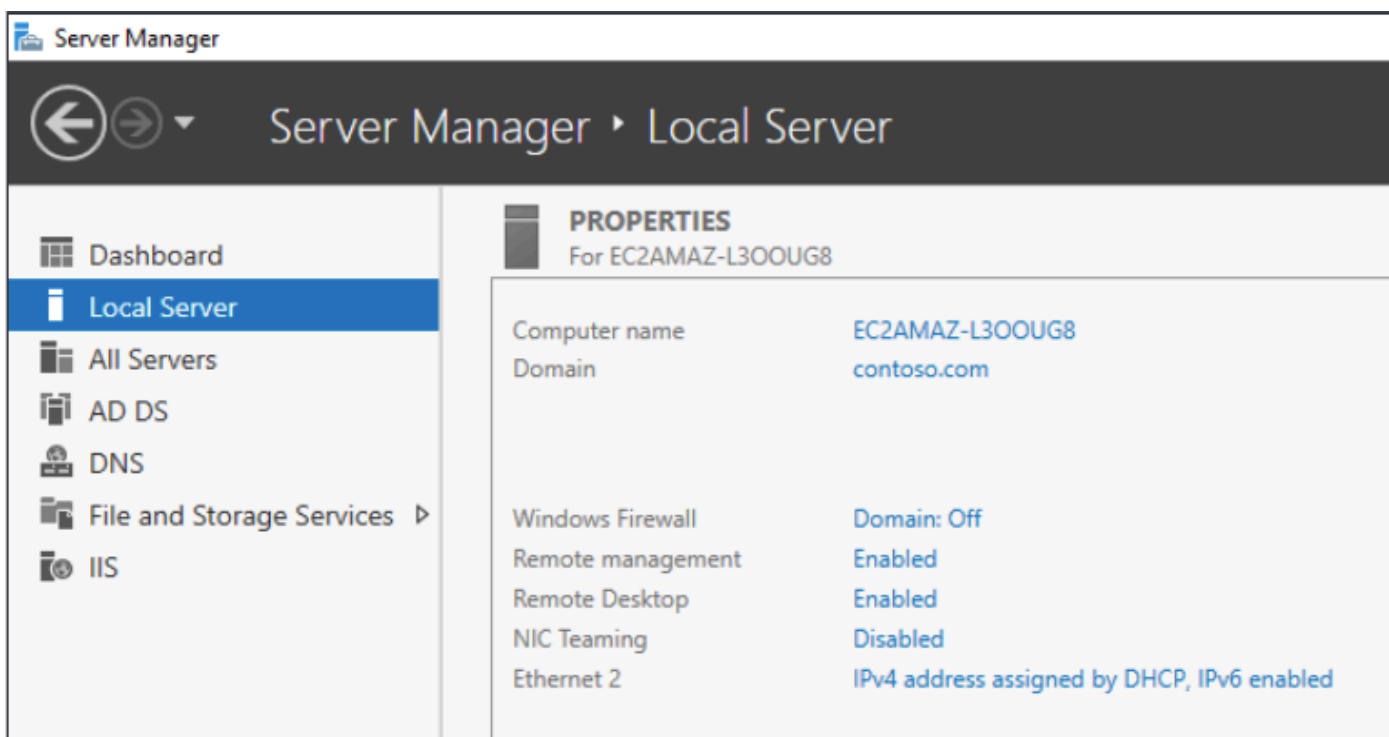 Server Manager
Server Manager ‣ Local Server
Dashboard
Local Server
All Servers
AD DS
DNS
File and Storage Services
IIS
PROPERTIES
For EC2AMAZ-L3OOUG8
Computer name EC2AMAZ-L3OOUG8
Domain contoso.com
Windows Firewall Domain: Off
Remote management Enabled
Remote Desktop Enabled
NIC Teaming Disabled
Ethernet 2 IPv4 address assigned by DHCP, IPv6 enabled